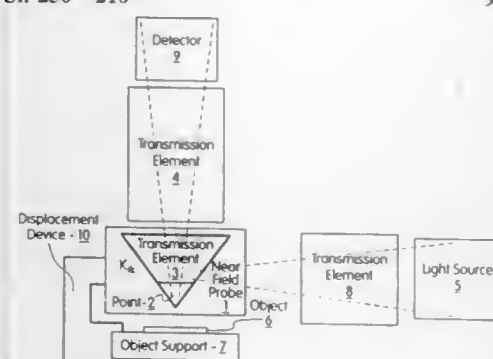 Detector
9
Transmission
Element
4
Displacement
Device - 10
Transmission
Element
3
Near
Field
Probe
1
Point - 2
Object
6
Transmission
Element
8
Light Source
5
Object Support - 7